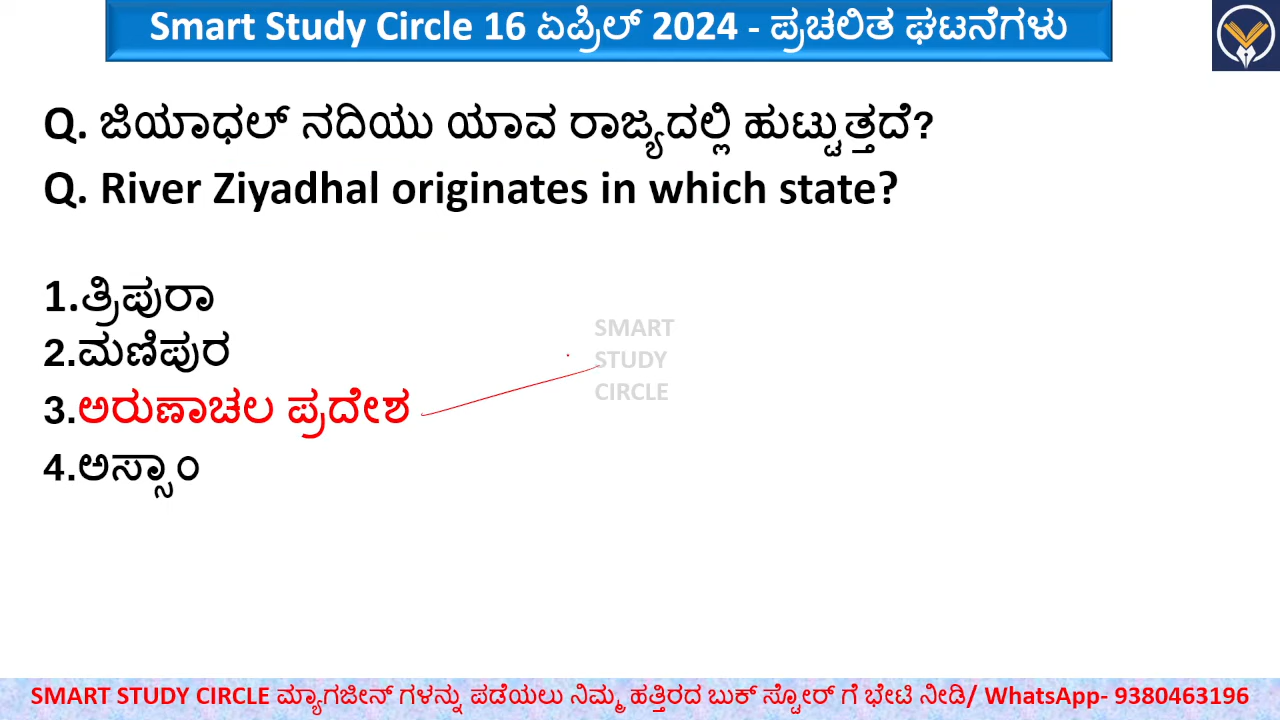 Smart Study Circle 16 ಏಪ್ರಿಲ್ 2024 - ಪ್ರಚಲಿತ ಘಟನೆಗಳು
Q. ಜಿಯಾಧಲ್ ನದಿಯು ಯಾವ ರಾಜ್ಯದಲ್ಲಿ ಹುಟ್ಟುತ್ತದೆ?
Q. River Ziyadhal originates in which state?
1.ತ್ರಿಪುರಾ
2.ಮಣಿಪುರ
3.ಅರುಣಾಚಲ ಪ್ರದೇಶ
4.ಅಸ್ಸಾಂ
SMART
STUDY
CIRCLE
SMART STUDY CIRCLE ಮ್ಯಾಗಜೀನ್ ಗಳನ್ನು ಪಡೆಯಲು ನಿಮ್ಮ ಹತ್ತಿರದ ಬುಕ್ ಸ್ಟೋರ್ ಗೆ ಭೇಟಿ ನೀಡಿ/ WhatsApp- 9380463196